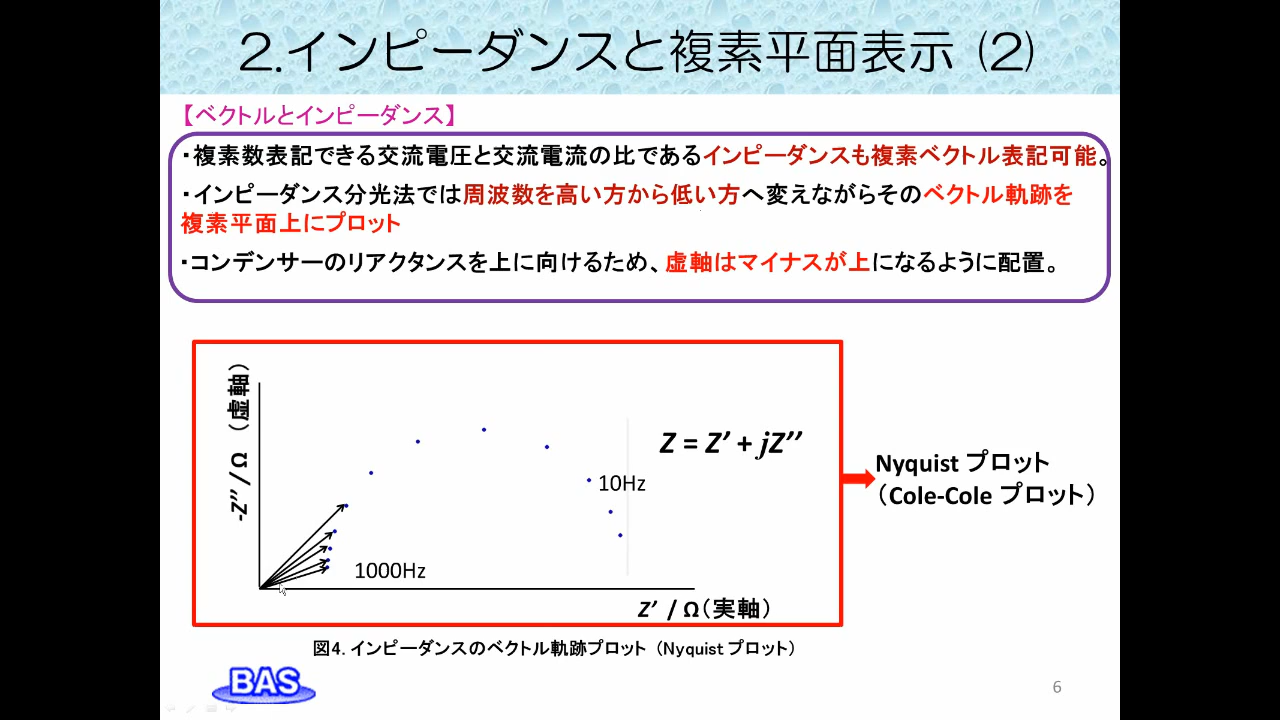 2.インピーダンスと複素平面表示 (2)
【ベクトルとインピーダンス】
・複素数表記できる交流電圧と交流電流の比であるインピーダンスも複素ベクトル表記可能。
・インピーダンス分光法では周波数を高い方から低い方へ変えながらそのベクトル軌跡を
複素平面上にプロット
・コンデンサーのリアクタンスを上に向けるため、虚軸はマイナスが上になるように配置。
-Z’’ / Ω （虚軸）
Z = Z’ + jZ’’
10Hz
1000Hz
Z’ / Ω（実軸）
Nyquist プロット
（Cole-Cole プロット）
図4. インピーダンスのベクトル軌跡プロット （Nyquist プロット）
BAS
6